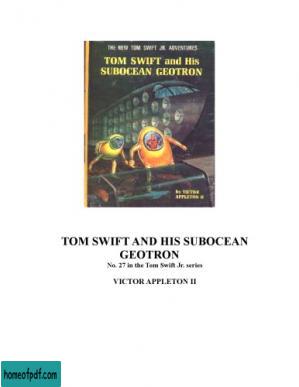 THE NEW TOM SWIFT JR. ADVENTURES
TOM SWIFT and His
SUBOCEAN GEOTRON
by VICTOR
APPLETON II
TOM SWIFT AND HIS SUBOCEAN
GEOTRON
No. 27 in the Tom Swift Jr. series
VICTOR APPLETON II
homeofpdf.com